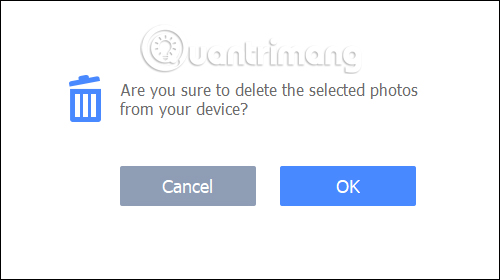 Quantrimang
Are you sure to delete the selected photos
from your device?
Cancel
OK